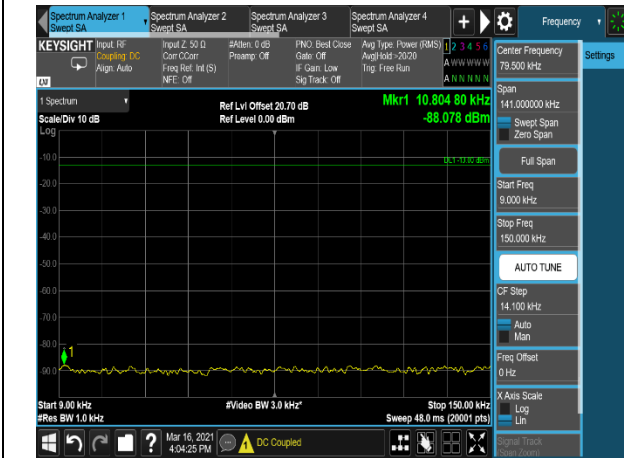 Spectrum Analyzer 1
Swept SA
Spectrum Analyzer 2
Swept SA
Spectrum Analyzer 3
Swept SA
Spectrum Analyzer 4
Swept SA
Frequency
KEYSIGHT
Input: RF
Coupling: DC
Align: Auto
Input Z: 50 Ω
Corr CCorr
Freq Ref: Int (S)
NFE: Off
#Atten: 0 dB
Preamp: Off
PNO: Best Close
Gate: Off
IF Gain: Low
Sig Track: Off
Avg Type: Power (RMS)
Avg|Hold:>20/20
Trig: Free Run
1 2 3 4 5 6
A W W W W W
A N N N N N
LXI
1 Spectrum
Scale/Div 10 dB
Log
Ref Lvl Offset 20.70 dB
Ref Level 0.00 dBm
Mkr1 10.804 80 kHz
-88.078 dBm
DL1 -13.00 dBm
-10.0
-20.0
-30.0
-40.0
-50.0
-60.0
-70.0
-80.0
-90.0
1
Start 9.00 kHz
#Res BW 1.0 kHz
#Video BW 3.0 kHz*
Stop 150.00 kHz
Sweep 48.0 ms (20001 pts)
Mar 16, 2021
4:04:25 PM
DC Coupled
Settings
Center Frequency
79.500 kHz
Span
141.000000 kHz
Swept Span
Zero Span
Full Span
Start Freq
9.000 kHz
Stop Freq
150.000 kHz
AUTO TUNE
CF Step
14.100 kHz
Auto
Man
Freq Offset
0 Hz
X Axis Scale
Log
Lin
Signal Track
(Span Zoom)